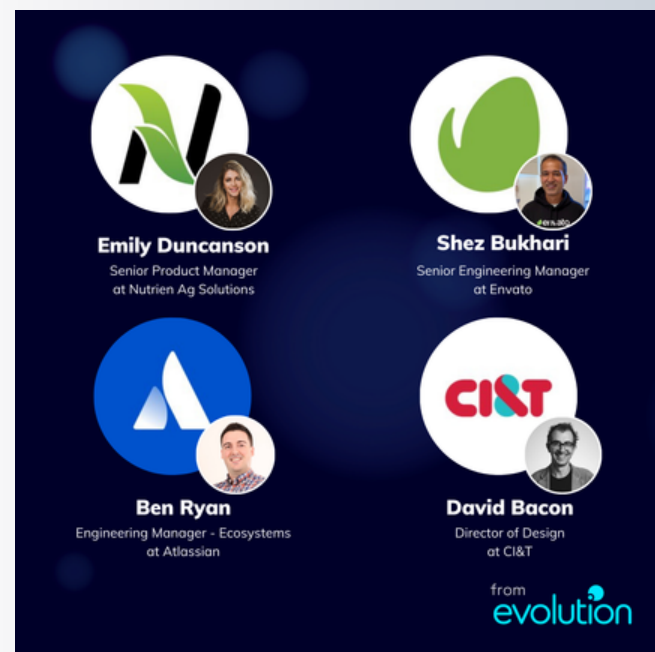 Emily Duncanson
Senior Product Manager
at Nutrien Ag Solutions
envato
Shez Bukhari
Senior Engineering Manager
at Envato
Ben Ryan
Engineering Manager - Ecosystems
at Atlassian
CI&T
David Bacon
Director of Design
at CI&T
from
evolution